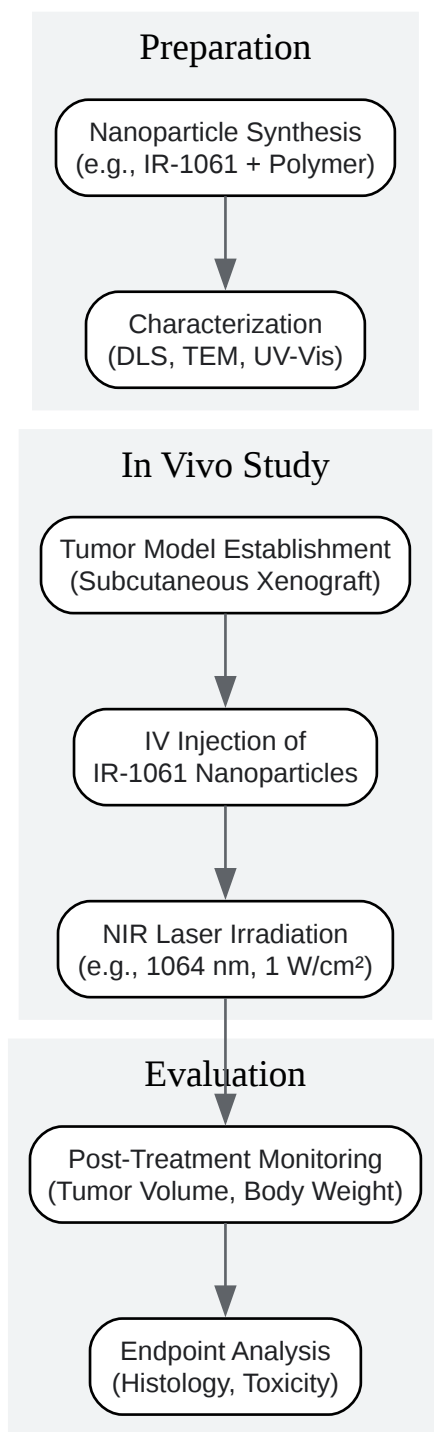 Preparation
Nanoparticle Synthesis
(e.g., IR-1061 + Polymer)
Characterization
(DLS, TEM, UV-Vis)
In Vivo Study
Tumor Model Establishment
(Subcutaneous Xenograft)
IV Injection of
IR-1061 Nanoparticles
NIR Laser Irradiation
(e.g., 1064 nm, 1 W/cm²)
Evaluation
Post-Treatment Monitoring
(Tumor Volume, Body Weight)
Endpoint Analysis
(Histology, Toxicity)